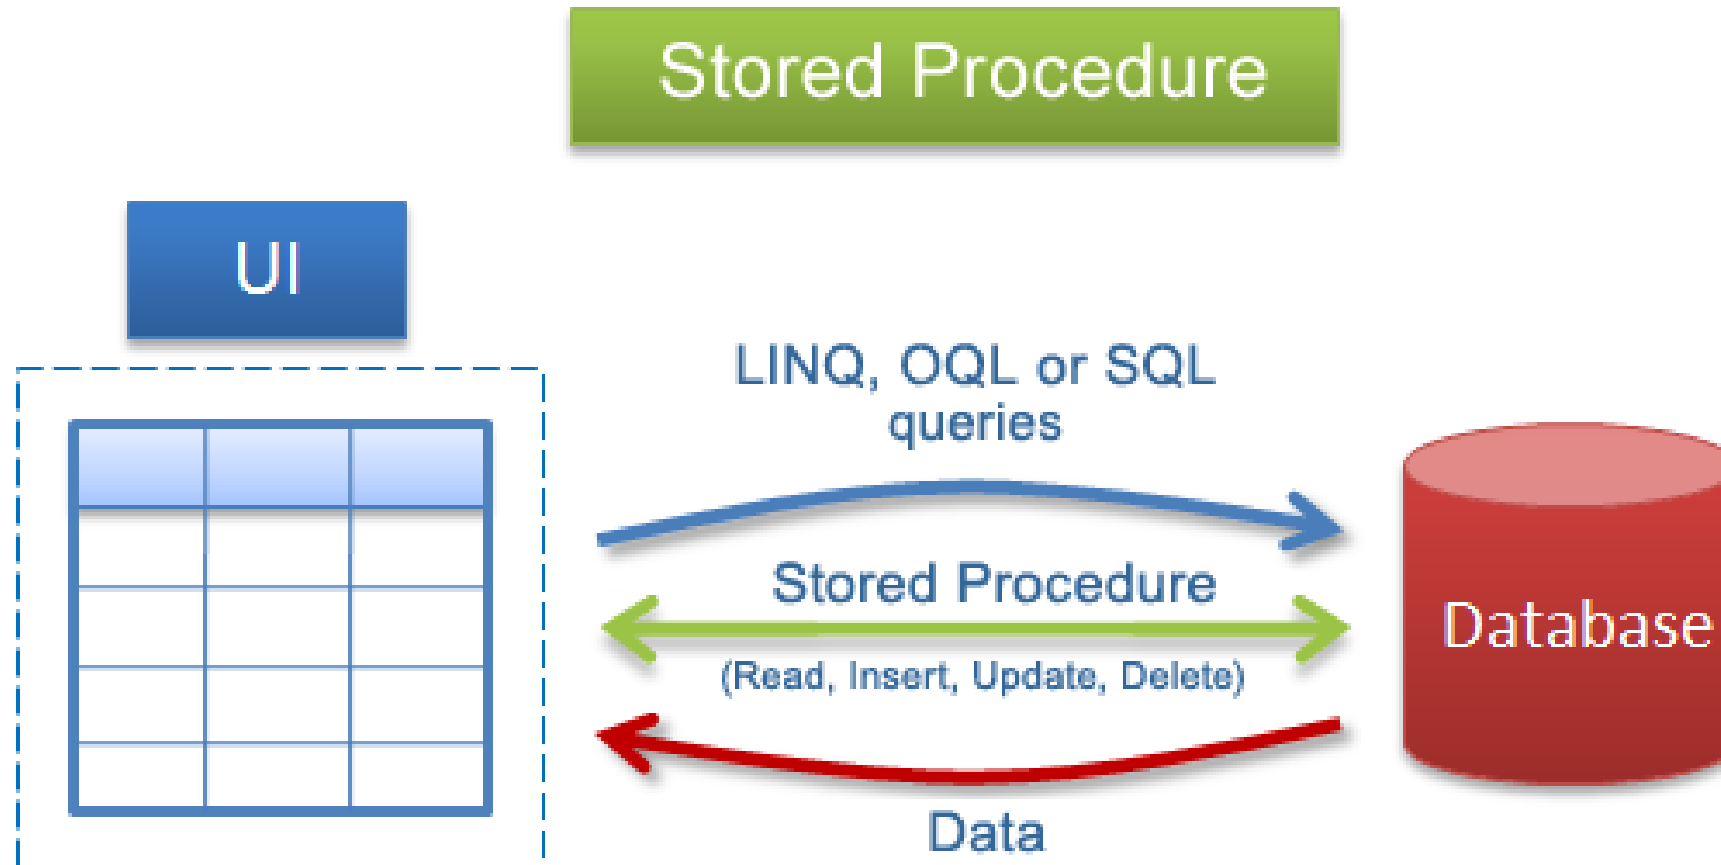 Stored Procedure
UI
LINQ, OQL or SQL
queries
Stored Procedure
(Read, Insert, Update, Delete)
Database
Data